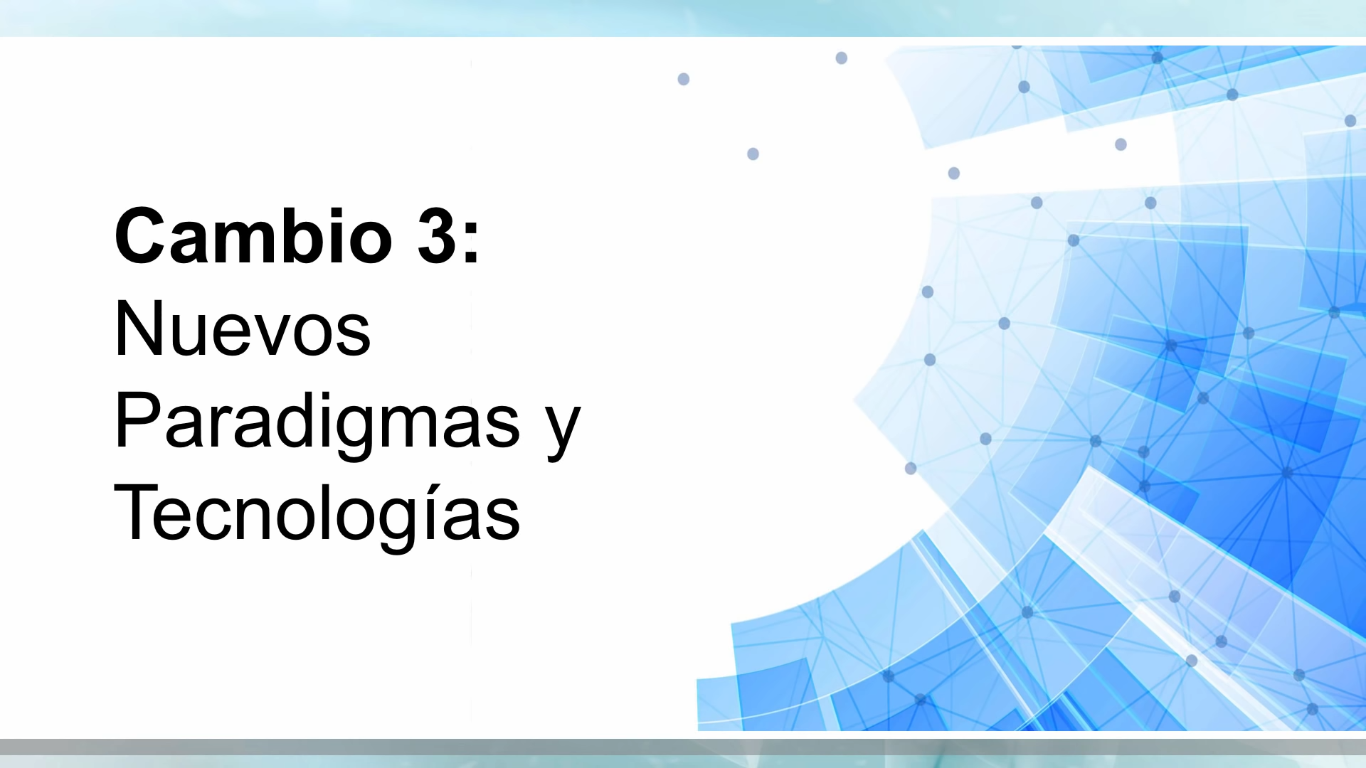 Cambio 3:
Nuevos
Paradigmas y
Tecnologías